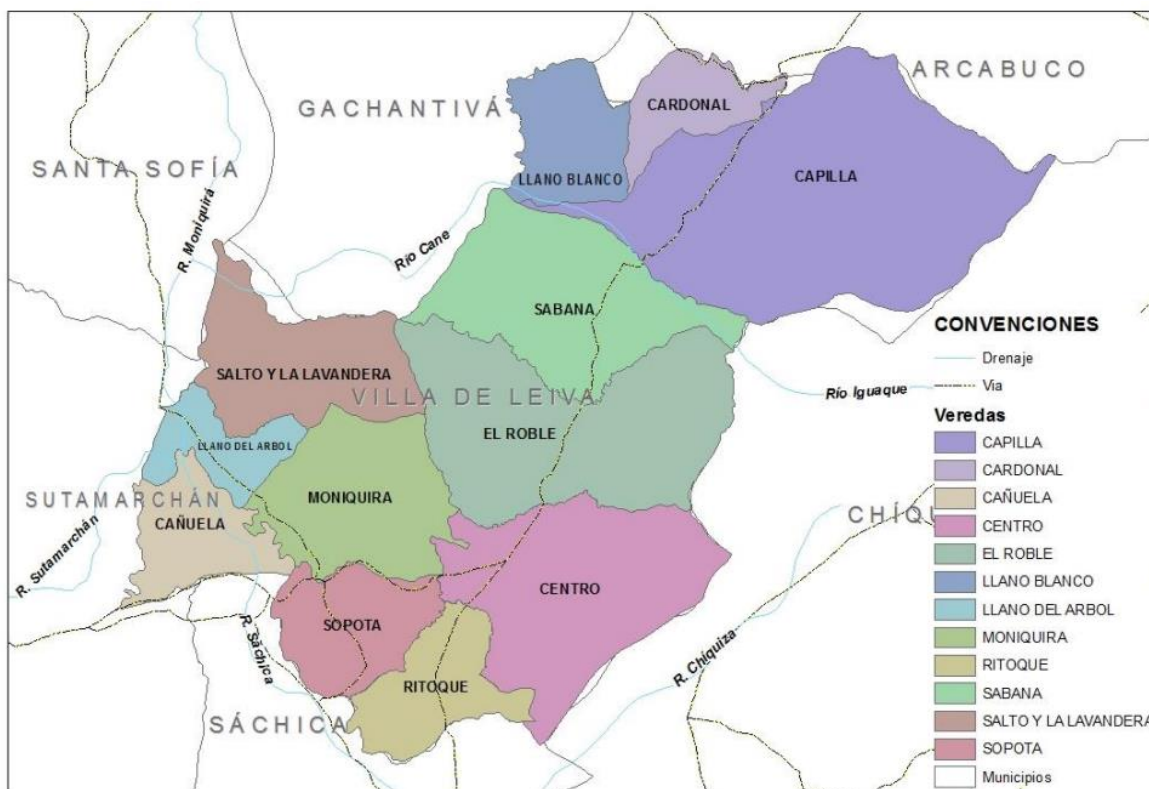 ARCABUCO
GACHANTIVÁ
CARDONAL
SANTA SOFÍA
CAPILLA
LLANO BLANCO
R. Moniquirá
Río Cane
SABANA
CONVENCIONES
Drenaje
Via
SALTO Y LA LAVANDERA
VILLA DE LEIVA
Río Iguaque
Veredas
EL ROBLE
LLANO DEL ARBOL
CAPILLA
CARDONAL
SUTAMARCHÁN
MONIQUIRA
CAÑUELA
CAÑUELA
CHÍQU
CENTRO
R. Sutamarchán
EL ROBLE
CENTRO
LLANO BLANCO
LLANO DEL ARBOL
SOPOTA
R. Sáchica
MONIQUIRA
R. Chíquiza
RITOQUE
RITOQUE
SABANA
SÁCHICA
SALTO Y LA LAVANDERA
SOPOTA
Municipios